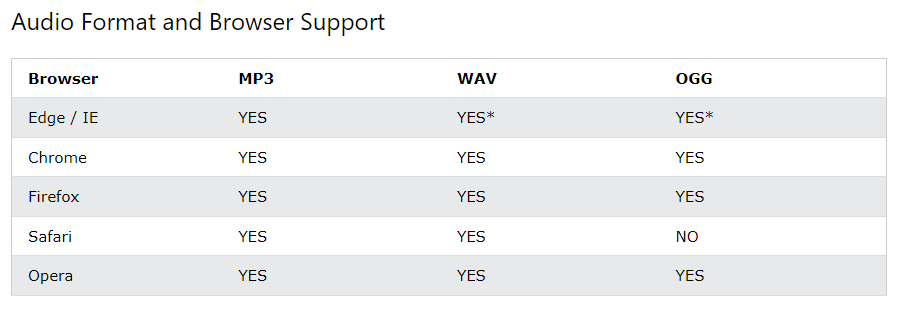 Audio Format and Browser Support
Browser MP3 WAV OGG
Edge / IE YES YES* YES*
Chrome YES YES YES
Firefox YES YES YES
Safari YES YES NO
Opera YES YES YES